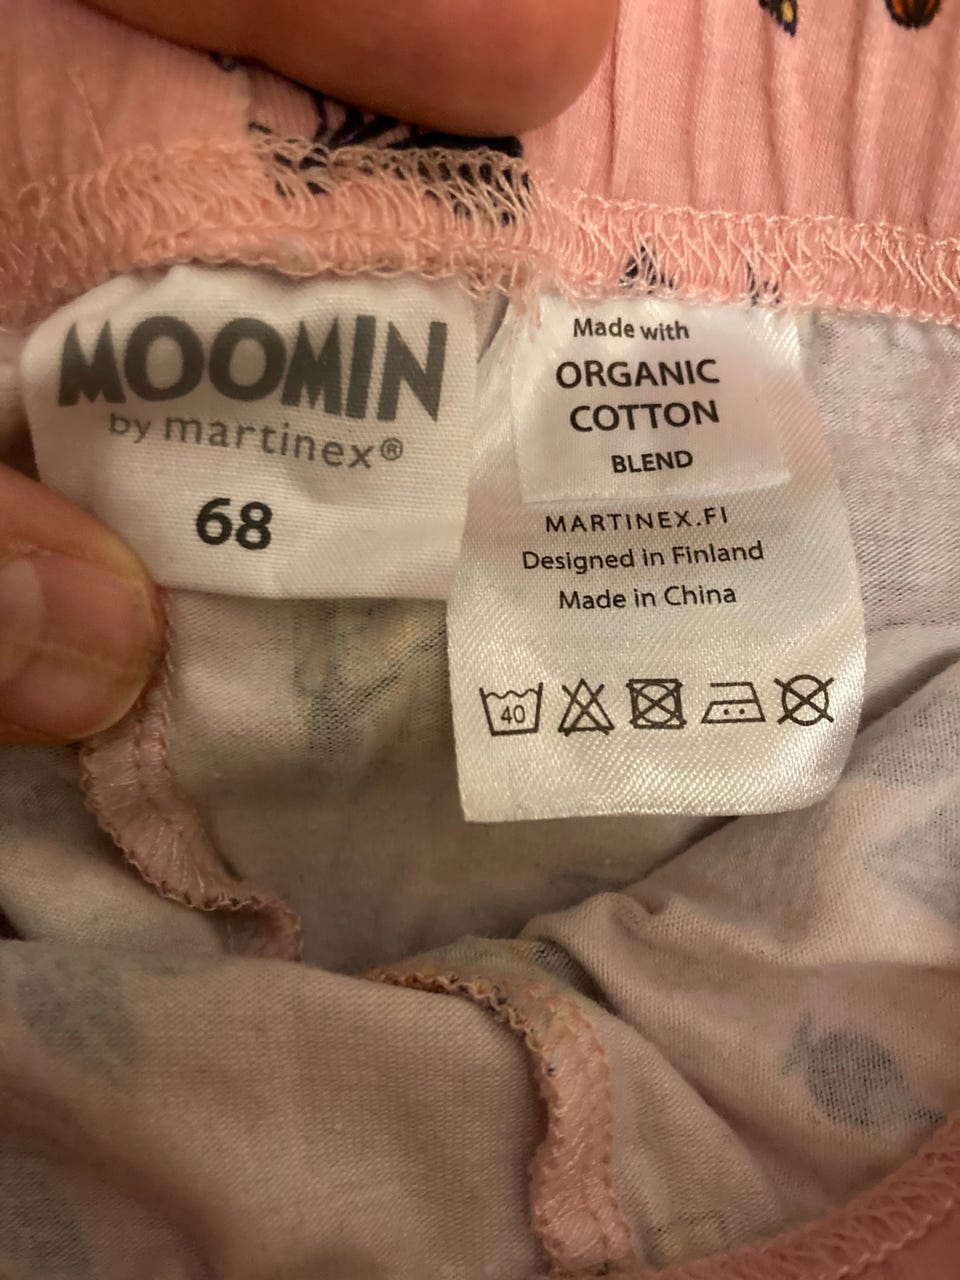 MOOMIN
by martinex®
68
Made with
ORGANIC
COTTON
BLEND
MARTINEX.FI
Designed in Finland
Made in China
40